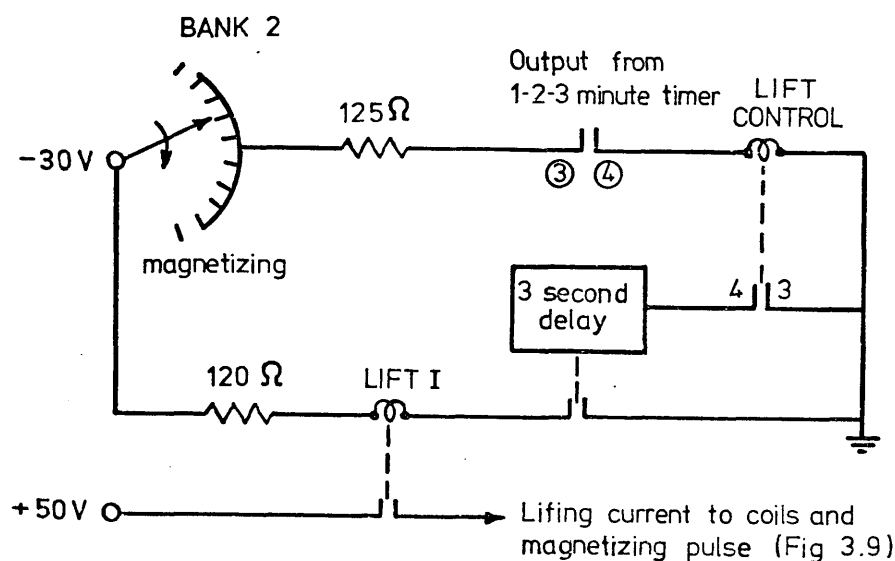 BANK 2
Output from
1-2-3 minute timer
LIFT
CONTROL
125Ω
-30V
③ ④
magnetizing
3 second
delay
4 3
120 Ω
LIFT I
+50V
Lifing current to coils and
magnetizing pulse (Fig 3.9)